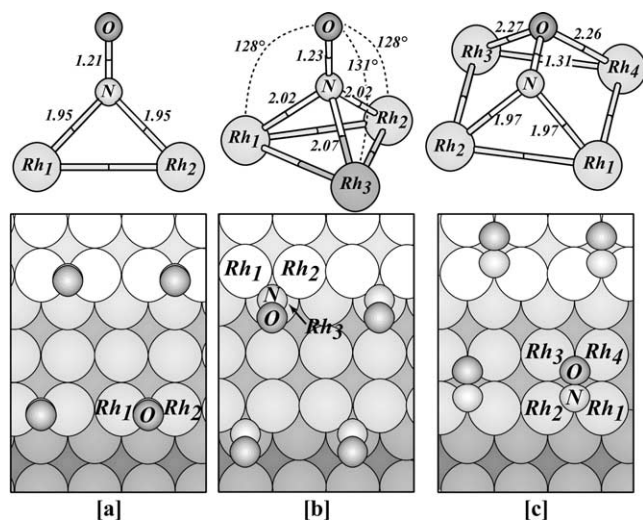 O
1.21
N
1.95 1.95
Rh1 Rh2
O
128° 128°
1.23 131°
N
2.02 2.02
Rh1 Rh2
2.07
Rh3
2.27 O 2.26
Rh3 Rh4
1.31
N
1.97 1.97
Rh2 Rh1
Rh1 O Rh2
Rh1 Rh2
N
O Rh3
Rh3 Rh4
O
N
Rh2 Rh1
[a] [b] [c]